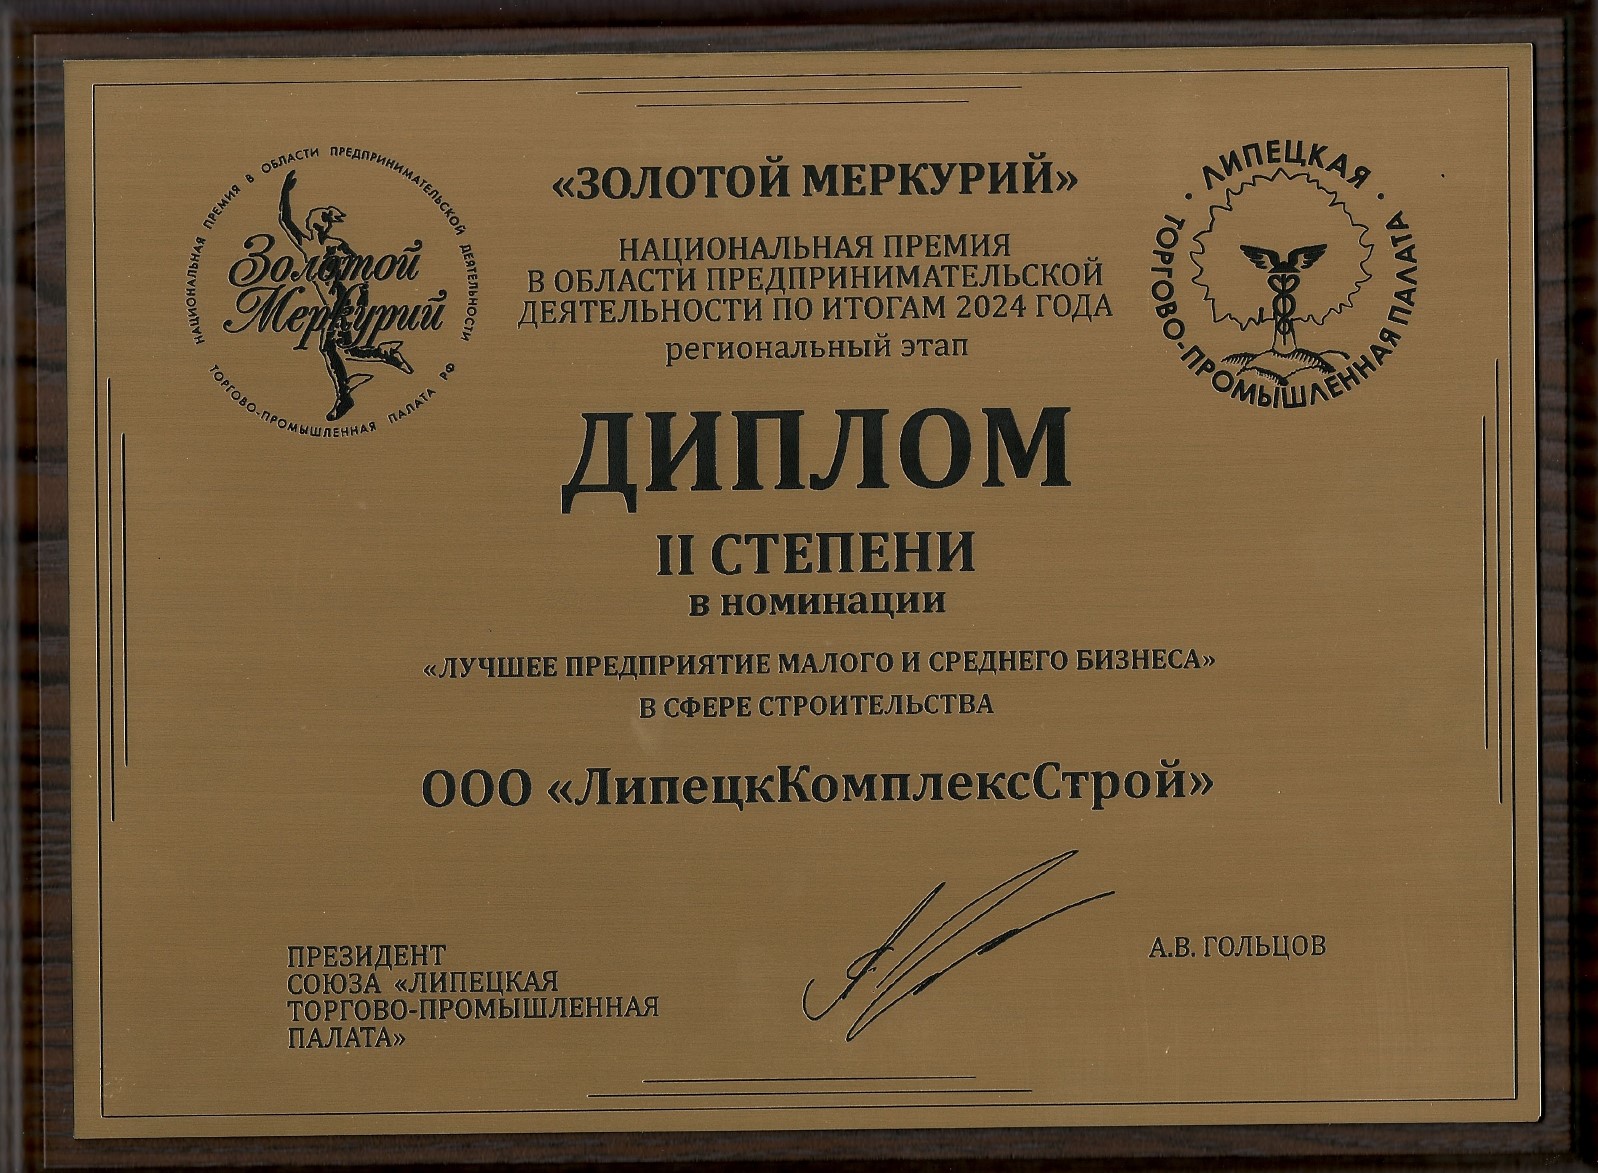 НАЦИОНАЛЬНАЯ ПРЕМИЯ В ОБЛАСТИ ПРЕДПРИНИМАТЕЛЬСКОЙ ДЕЯТЕЛЬНОСТИ
Золотой
Меркурий
ТОРГОВО-ПРОМЫШЛЕННАЯ ПАЛАТА РФ
• ЛИПЕЦКАЯ •
ТОРГОВО-ПРОМЫШЛЕННАЯ ПАЛАТА
«ЗОЛОТОЙ МЕРКУРИЙ»
НАЦИОНАЛЬНАЯ ПРЕМИЯ
В ОБЛАСТИ ПРЕДПРИНИМАТЕЛЬСКОЙ
ДЕЯТЕЛЬНОСТИ ПО ИТОГАМ 2024 ГОДА
региональный этап
ДИПЛОМ
II СТЕПЕНИ
в номинации
«ЛУЧШЕЕ ПРЕДПРИЯТИЕ МАЛОГО И СРЕДНЕГО БИЗНЕСА»
В СФЕРЕ СТРОИТЕЛЬСТВА
ООО «ЛипецкКомплексСтрой»
ПРЕЗИДЕНТ
СОЮЗА «ЛИПЕЦКАЯ
ТОРГОВО-ПРОМЫШЛЕННАЯ
ПАЛАТА»
А.В. ГОЛЬЦОВ